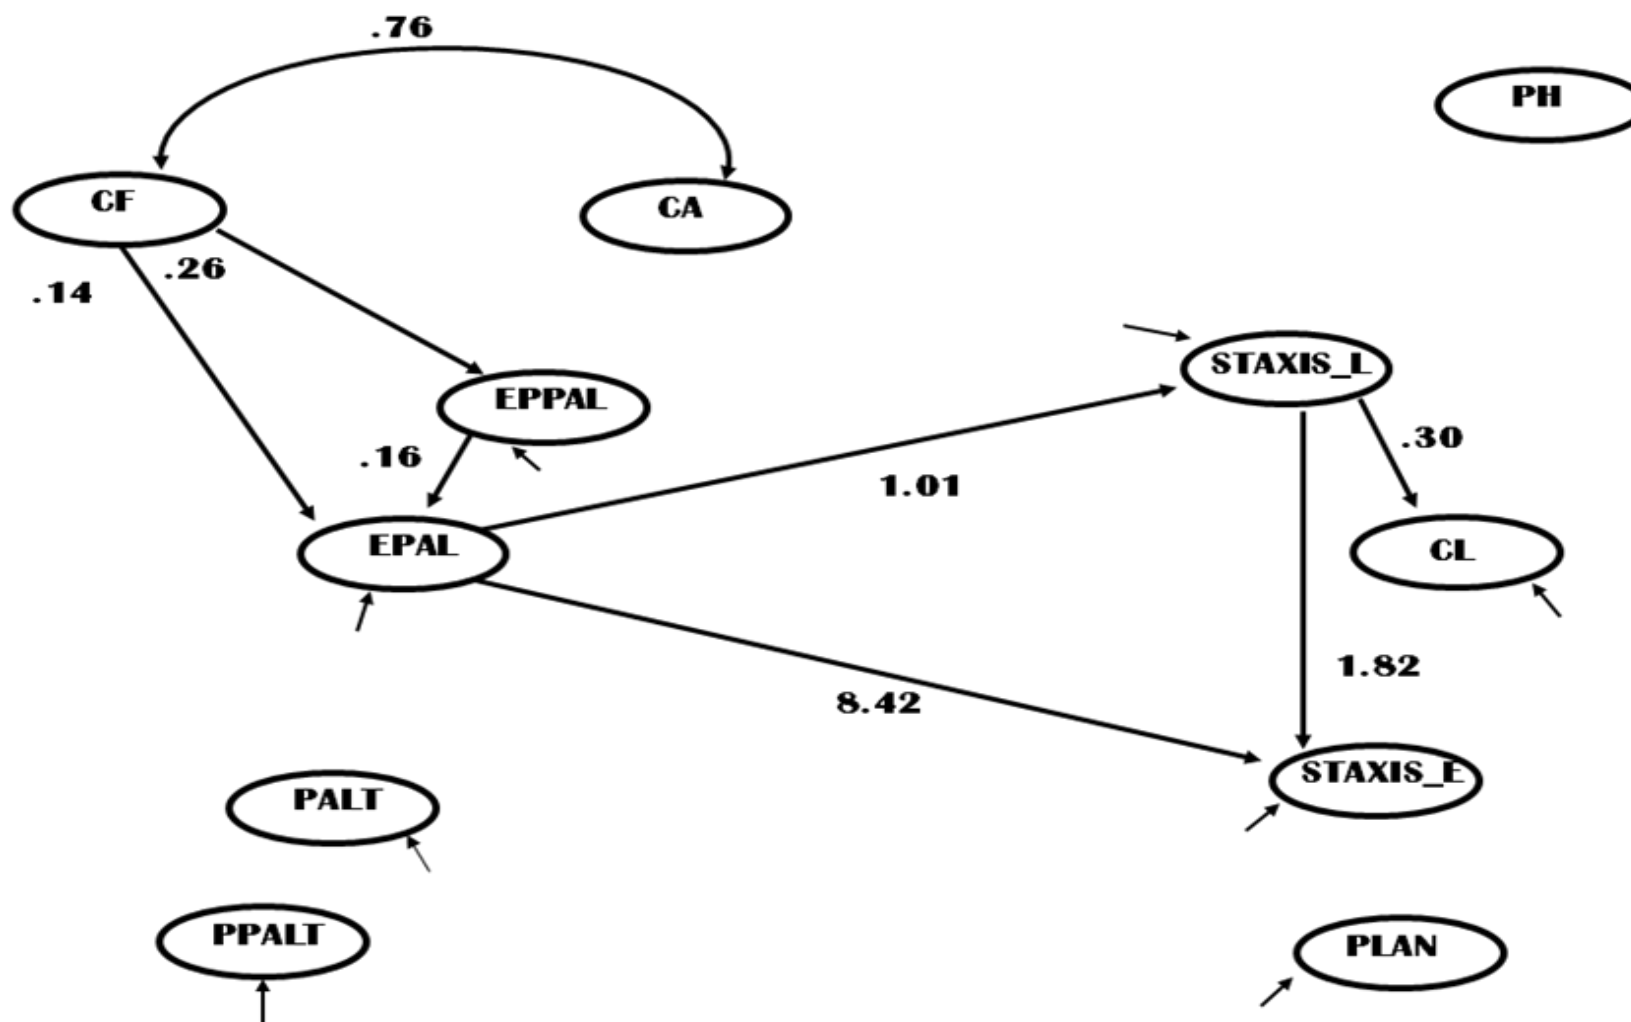 .76
PH
CF
CA
.26
.14
STAXIS_L
EPPAL
.30
.16
1.01
EPAL
CL
1.82
8.42
STAXIS_E
PALT
PPALT
PLAN